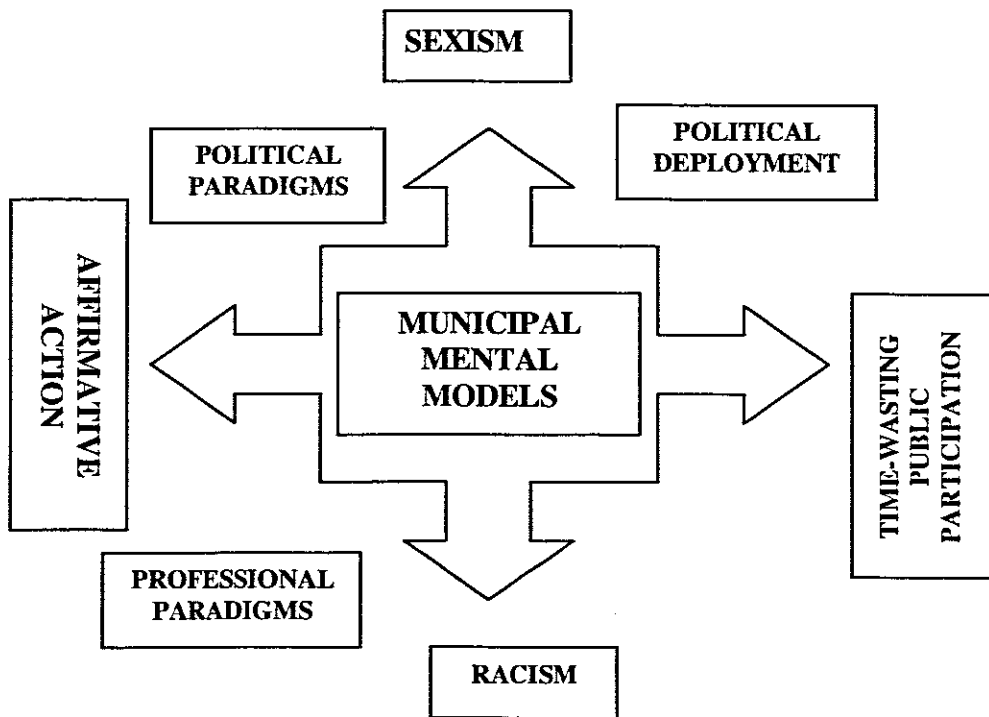 SEXISM
POLITICAL
PARADIGMS
POLITICAL
DEPLOYMENT
AFFIRMATIVE
ACTION
MUNICIPAL
MENTAL
MODELS
TIME-WASTING
PUBLIC
PARTICIPATION
PROFESSIONAL
PARADIGMS
RACISM